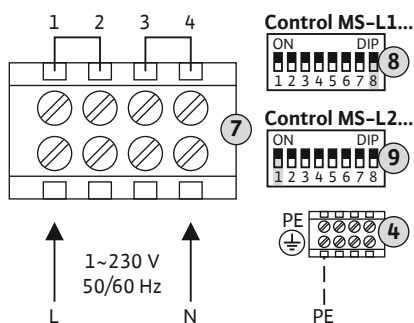 1 2 3 4
7
1~230 V
50/60 Hz
L N
Control MS-L1...
ON DIP
1 2 3 4 5 6 7 8
8
Control MS-L2...
ON DIP
1 2 3 4 5 6 7 8
9
PE
4
PE